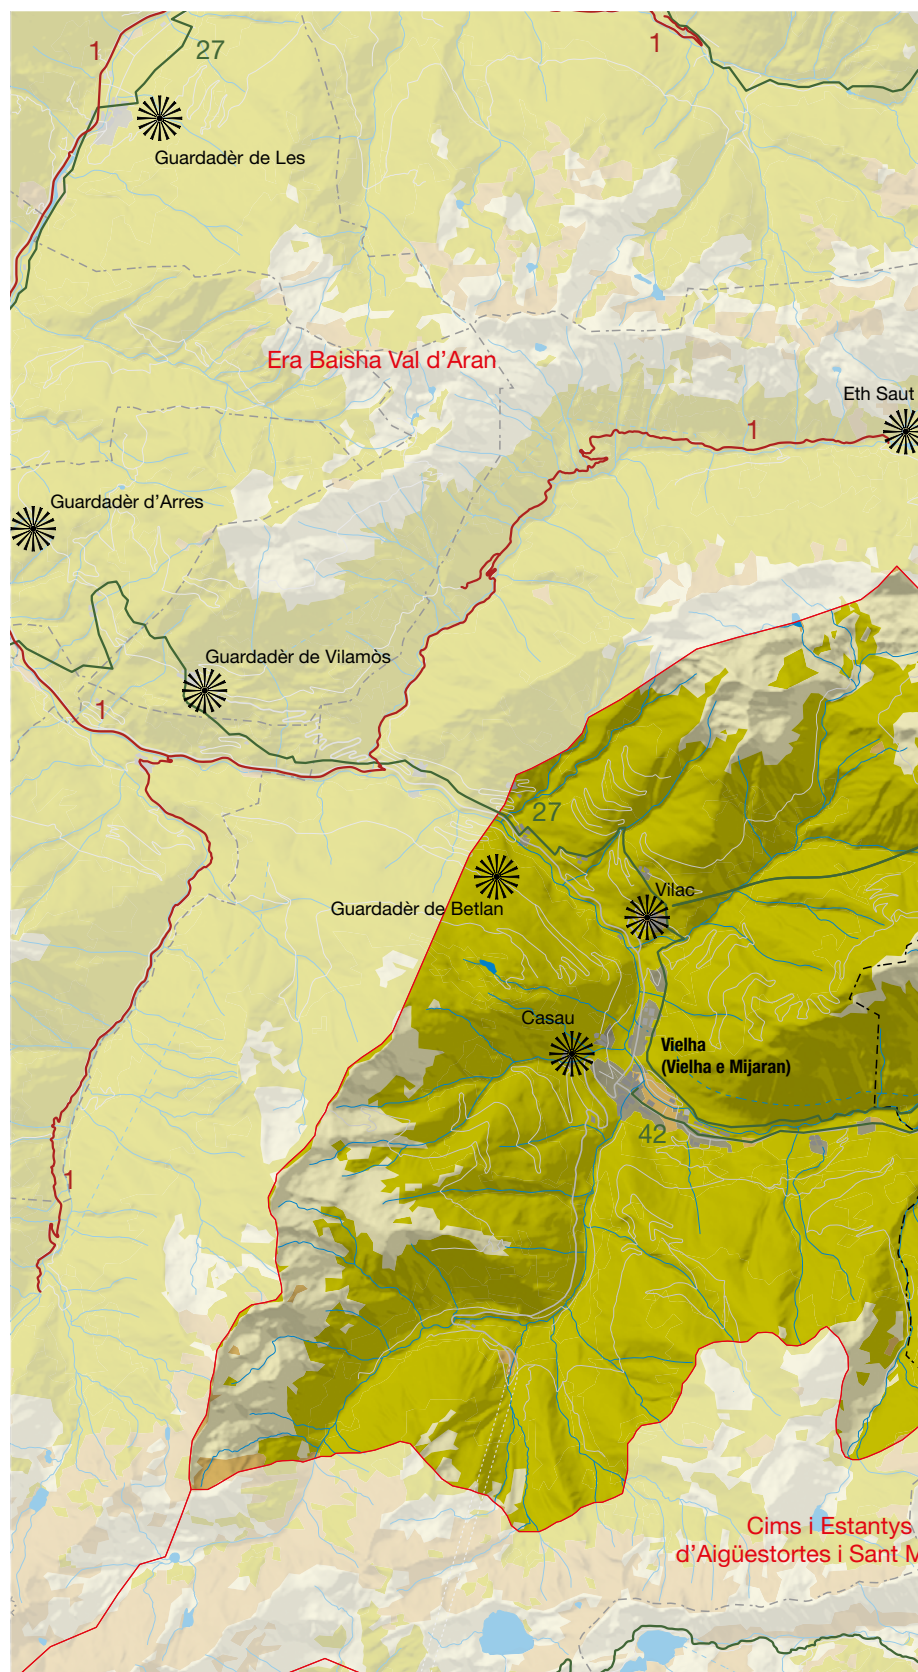 1
27
1
Guardadèr de Les
Era Baisha Val d'Aran
Eth Saut
1
Guardadèr d'Arres
Guardadèr de Vilamòs
1
27
Vilac
Guardadèr de Betlan
Casau
Vielha
(Vielha e Mijaran)
42
1
Cims i Estantys
d'Aigüestortes i Sant M